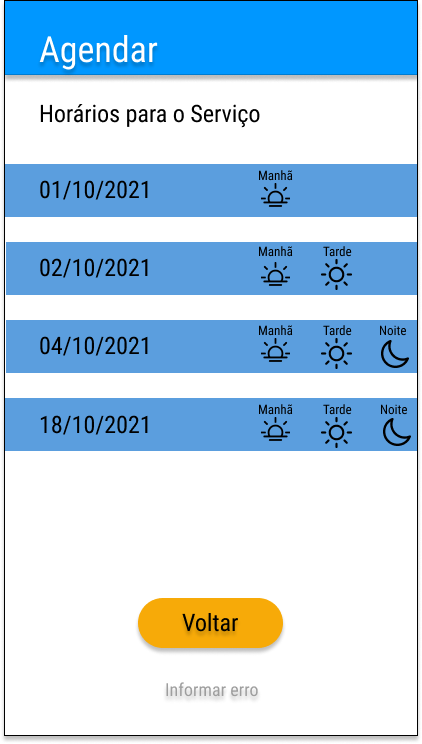 Agendar
Horários para o Serviço
01/10/2021 Manhã
02/10/2021 Manhã Tarde
04/10/2021 Manhã Tarde Noite
18/10/2021 Manhã Tarde Noite
Voltar
Informar erro